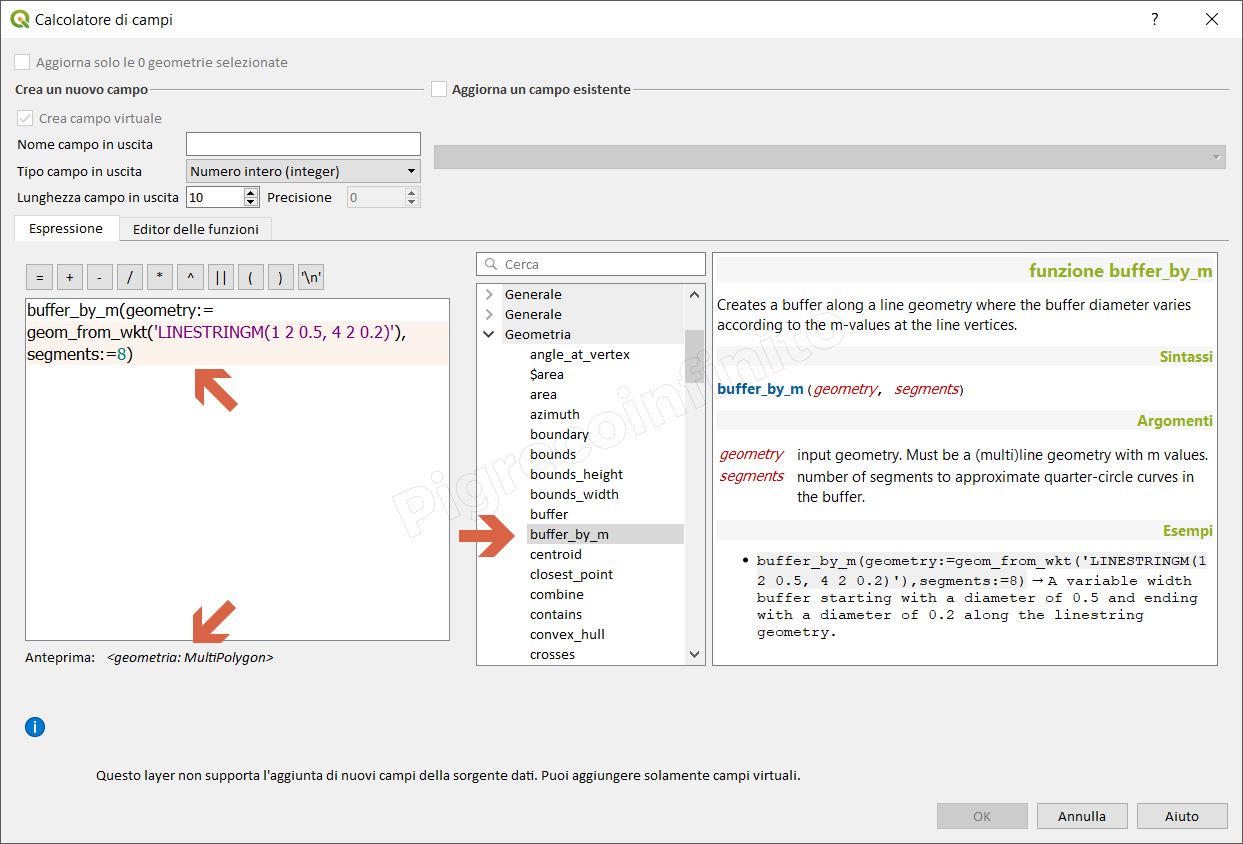 Calcolatore di campi
?
Aggiorna solo le 0 geometrie selezionate
Crea un nuovo campo
Aggiorna un campo esistente
Crea campo virtuale
Nome campo in uscita
Tipo campo in uscita
Numero intero (integer)
Lunghezza campo in uscita
10
Precisione
0
Espressione
Editor delle funzioni
= + - / * ^ || ( ) '\n'
buffer_by_m(geometry:=
geom_from_wkt('LINESTRINGM(1 2 0.5, 4 2 0.2)'),
segments:=8)
Anteprima: <geometria: MultiPolygon>
Cerca
Generale
Generale
Geometria
angle_at_vertex
$area
area
azimuth
boundary
bounds
bounds_height
bounds_width
buffer
buffer_by_m
centroid
closest_point
combine
contains
convex_hull
crosses
funzione buffer_by_m
Creates a buffer along a line geometry where the buffer diameter varies
according to the m-values at the line vertices.
Sintassi
buffer_by_m(geometry, segments)
Argomenti
geometry input geometry. Must be a (multi)line geometry with m values.
segments number of segments to approximate quarter-circle curves in
the buffer.
Esempi
• buffer_by_m(geometry:=geom_from_wkt('LINESTRINGM(1
2 0.5, 4 2 0.2)'),segments:=8) → A variable width
buffer starting with a diameter of 0.5 and ending
with a diameter of 0.2 along the linestring
geometry.
Pigrecoinfinito
i
Questo layer non supporta l'aggiunta di nuovi campi della sorgente dati. Puoi aggiungere solamente campi virtuali.
OK
Annulla
Aiuto